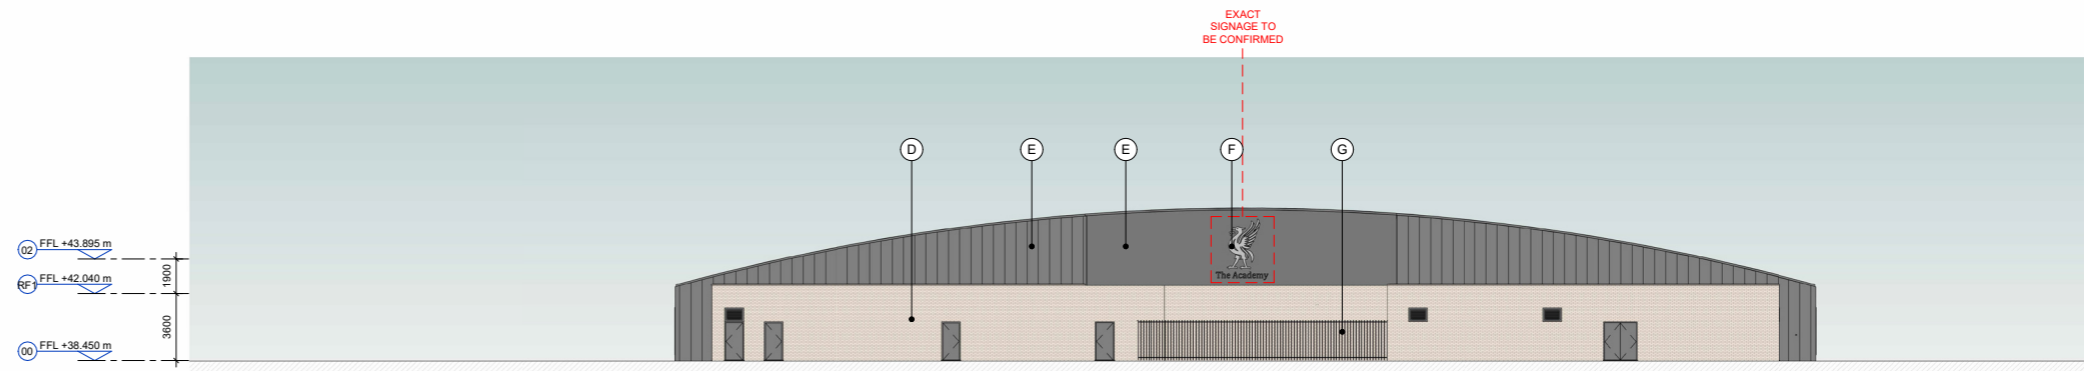 EXACT
SIGNAGE TO
BE CONFIRMED
D
E
E
F
G
The Academy
02 FFL +43.895 m
1900
RF1 FFL +42.040 m
3600
00 FFL +38.450 m